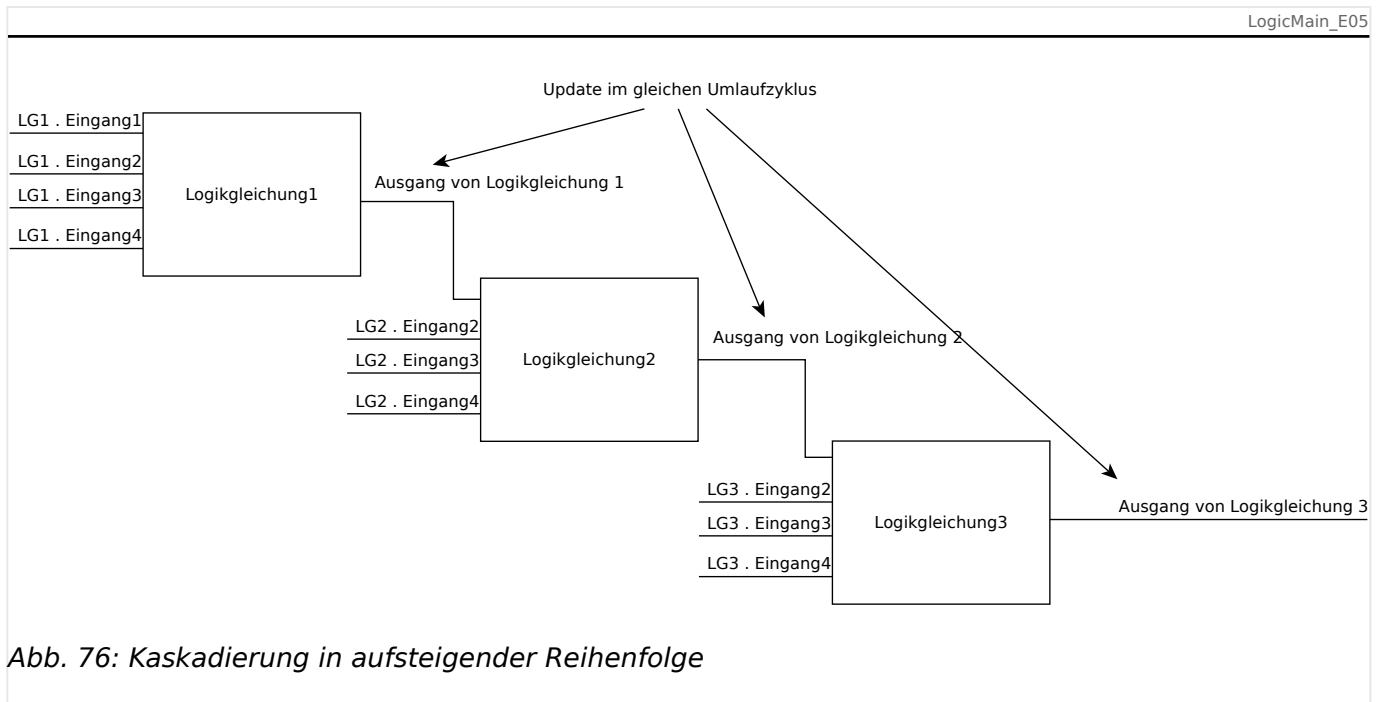 LogicMain_E05
Update im gleichen Umlaufzyklus
LG1 . Eingang1
LG1 . Eingang2
LG1 . Eingang3
LG1 . Eingang4
Logikgleichung1
Ausgang von Logikgleichung 1
LG2 . Eingang2
LG2 . Eingang3
LG2 . Eingang4
Logikgleichung2
Ausgang von Logikgleichung 2
LG3 . Eingang2
LG3 . Eingang3
LG3 . Eingang4
Logikgleichung3
Ausgang von Logikgleichung 3
Abb. 76: Kaskadierung in aufsteigender Reihenfolge